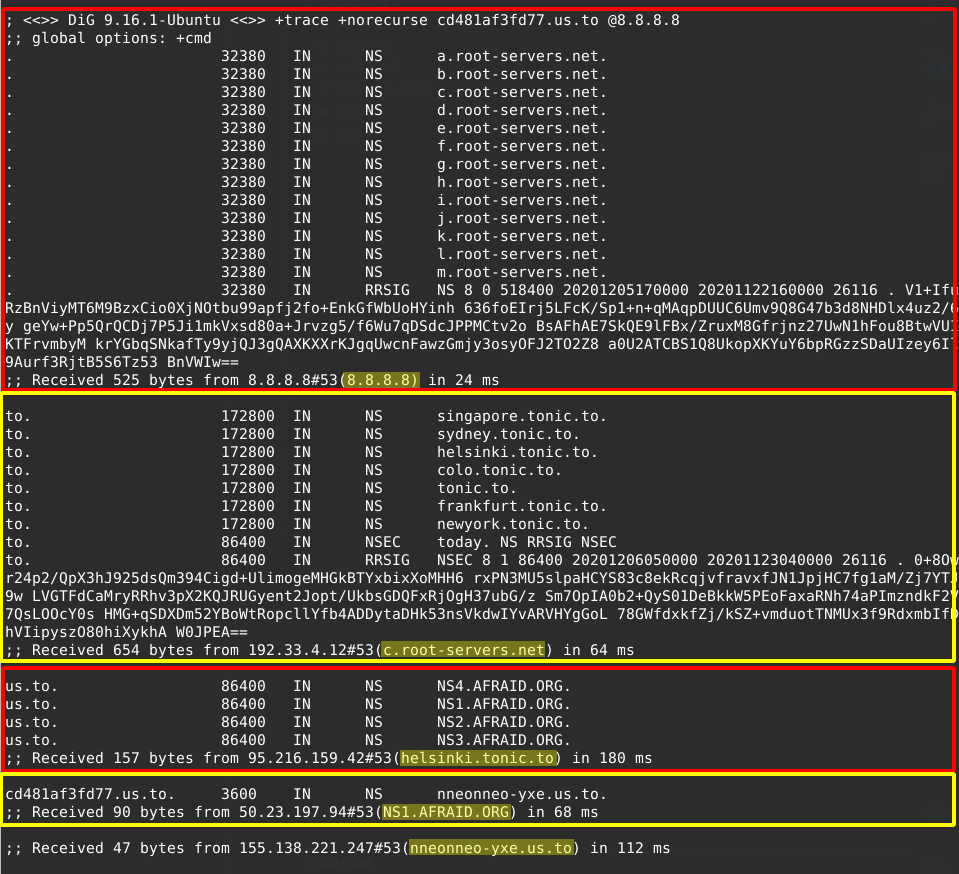 ; <<>> DiG 9.16.1-Ubuntu <<>> +trace +norecurse cd481af3fd77.us.to @8.8.8.8
;; global options: +cmd
. 32380 IN NS a.root-servers.net.
. 32380 IN NS b.root-servers.net.
. 32380 IN NS c.root-servers.net.
. 32380 IN NS d.root-servers.net.
. 32380 IN NS e.root-servers.net.
. 32380 IN NS f.root-servers.net.
. 32380 IN NS g.root-servers.net.
. 32380 IN NS h.root-servers.net.
. 32380 IN NS i.root-servers.net.
. 32380 IN NS j.root-servers.net.
. 32380 IN NS k.root-servers.net.
. 32380 IN NS l.root-servers.net.
. 32380 IN NS m.root-servers.net.
. 32380 IN RRSIG NS 8 0 518400 20201205170000 20201122160000 26116 . V1+Ifu
RzBnViyMT6M9BzxCio0XjNOtbu99apfj2fo+EnkGfWbUoHYinh 636foEIrj5LFcK/Sp1+n+qMAqpDUUC6Umv9Q8G47b3d8NHDlx4uz2/6
y geYw+Pp5QrQCDj7P5Ji1mkVxsd80a+Jrvzg5/f6Wu7qDSdcJPPMCtv2o BsAFhAE7SkQE9lFBx/ZruxM8Gfrjnz27UwN1hFou8BtwVUI
KTFrvmbyM krYGbqSNkafTy9yjQJ3gQAXKXXrKJgqUwcnFawzGmjy3osyOFJ2TO2Z8 a0U2ATCBS1Q8UkopXKYuY6bpRGzzSDaUIzey6Il
9Aurf3RjtB5S6Tz53 BnVWIw==
;; Received 525 bytes from 8.8.8.8#53(8.8.8.8) in 24 ms
to. 172800 IN NS singapore.tonic.to.
to. 172800 IN NS sydney.tonic.to.
to. 172800 IN NS helsinki.tonic.to.
to. 172800 IN NS colo.tonic.to.
to. 172800 IN NS tonic.to.
to. 172800 IN NS frankfurt.tonic.to.
to. 172800 IN NS newyork.tonic.to.
to. 86400 IN NSEC today. NS RRSIG NSEC
to. 86400 IN RRSIG NSEC 8 1 86400 20201206050000 20201123040000 26116 . 0+8Ow
r24p2/QpX3hJ925dsQm394Cigd+UlimogeMHGkBTYxbixXoMHH6 rxPN3MU5slpaHCYS83c8ekRcqjvfravxfJN1JpjHC7fg1aM/Zj7YTJ
9w LVGTFdCaMryRRhv3pX2KQJRUGyent2Jopt/UkbsGDQFxRjOgH37ubG/z Sm7OpIA0b2+QyS01DeBkkW5PEoFaxaRNh74aPImzndkF2V
7QsLOOcY0s HMG+qSDXDm52YBoWtRopcllYfb4ADDytaDHk53nsVkdwIYvARVHYgGoL 78GWfdxkfZj/kSZ+vmduotTNMUx3f9RdxmbIfD
hVIipyszO80hiXykhA W0JPEA==
;; Received 654 bytes from 192.33.4.12#53(c.root-servers.net) in 64 ms
us.to. 86400 IN NS NS4.AFRAID.ORG.
us.to. 86400 IN NS NS1.AFRAID.ORG.
us.to. 86400 IN NS NS2.AFRAID.ORG.
us.to. 86400 IN NS NS3.AFRAID.ORG.
;; Received 157 bytes from 95.216.159.42#53(helsinki.tonic.to) in 180 ms
cd481af3fd77.us.to. 3600 IN NS nneonneo-yxe.us.to.
;; Received 90 bytes from 50.23.197.94#53(NS1.AFRAID.ORG) in 68 ms
;; Received 47 bytes from 155.138.221.247#53(nneonneo-yxe.us.to) in 112 ms